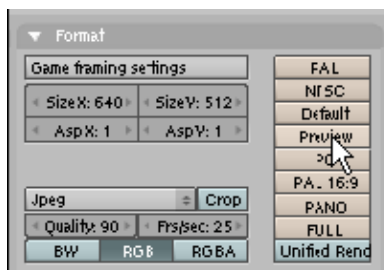 Format
Game framing settings
PAL
SizeX: 640
SizeY: 512
NTSC
Default
AspX: 1
AspY: 1
Preview
PC
PAL 16:9
Jpeg
Crop
PANO
Quality: 90
Frs/sec: 25
FULL
BW
RGB
RGBA
Unified Rend